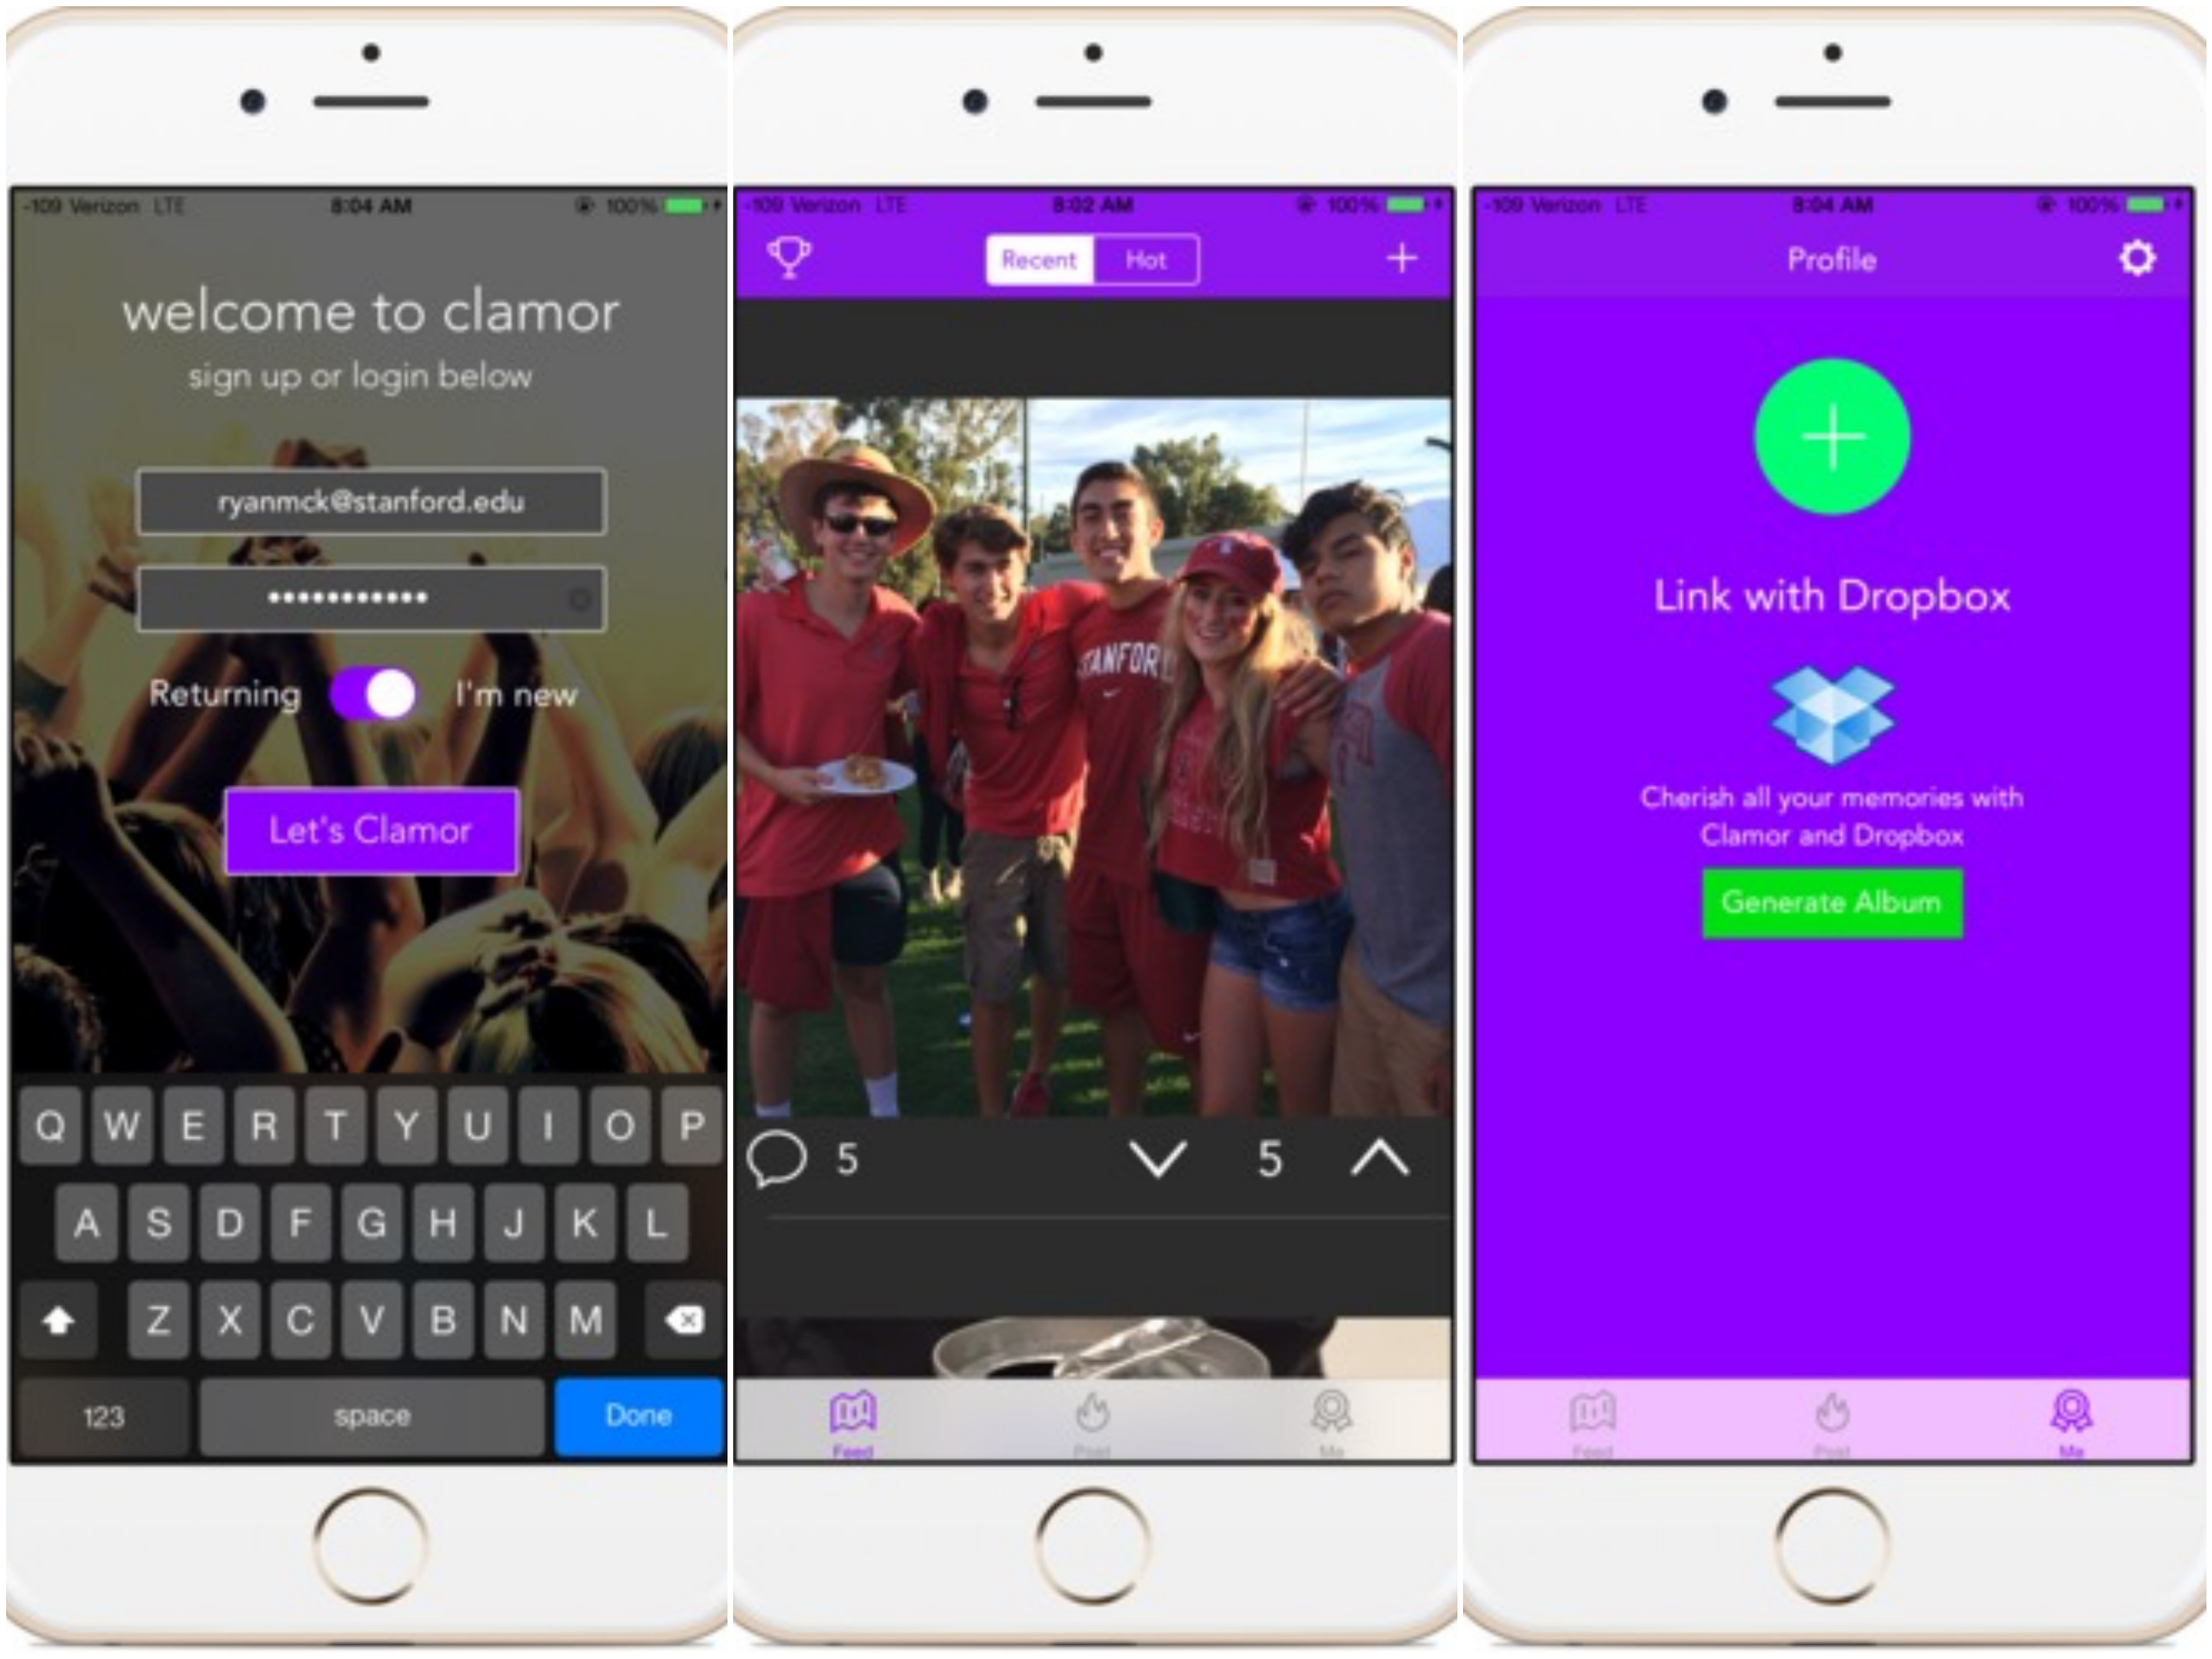 -109 Verizon LTE 8:04 AM 100%
welcome to clamor
sign up or login below
ryanmck@stanford.edu
Returning I'm new
Let's Clamor
Q W E R T Y U I O P
A S D F G H J K L
Z X C V B N M
123 space Done
-109 Verizon LTE 8:02 AM 100%
Recent Hot
STANFORD
5 5
Feed Post Me
-109 Verizon LTE 8:04 AM 100%
Profile
Link with Dropbox
Cherish all your memories with
Clamor and Dropbox
Generate Album
Feed Post Me